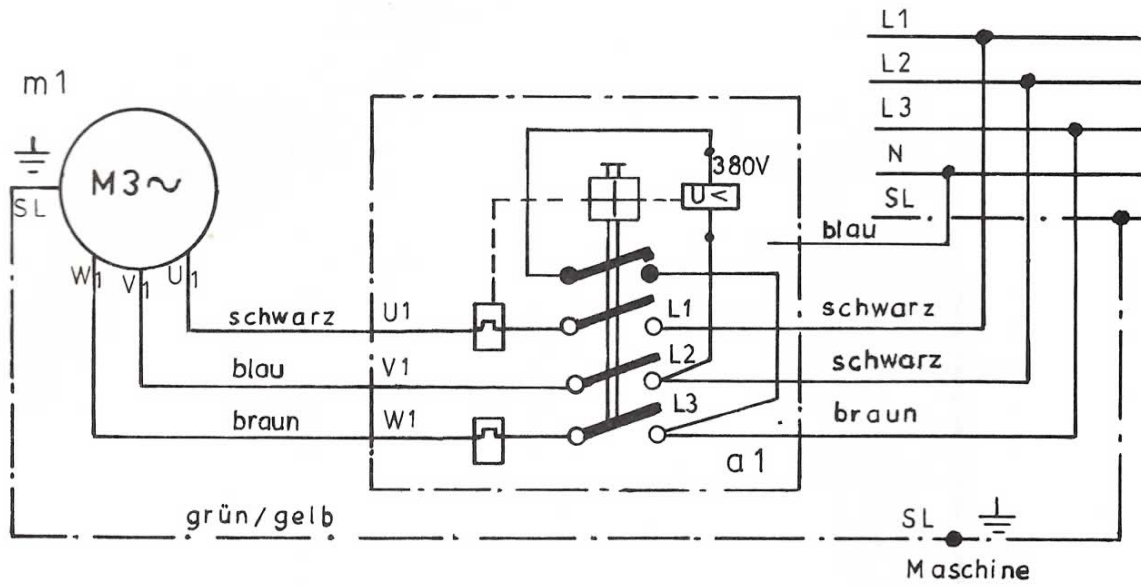 L1
L2
L3
N
SL
m1
M3~
SL
W1
V1
U1
380V
U<
blau
schwarz
U1
L1
schwarz
blau
V1
L2
schwarz
braun
W1
L3
braun
a1
grün/gelb
SL
Maschine